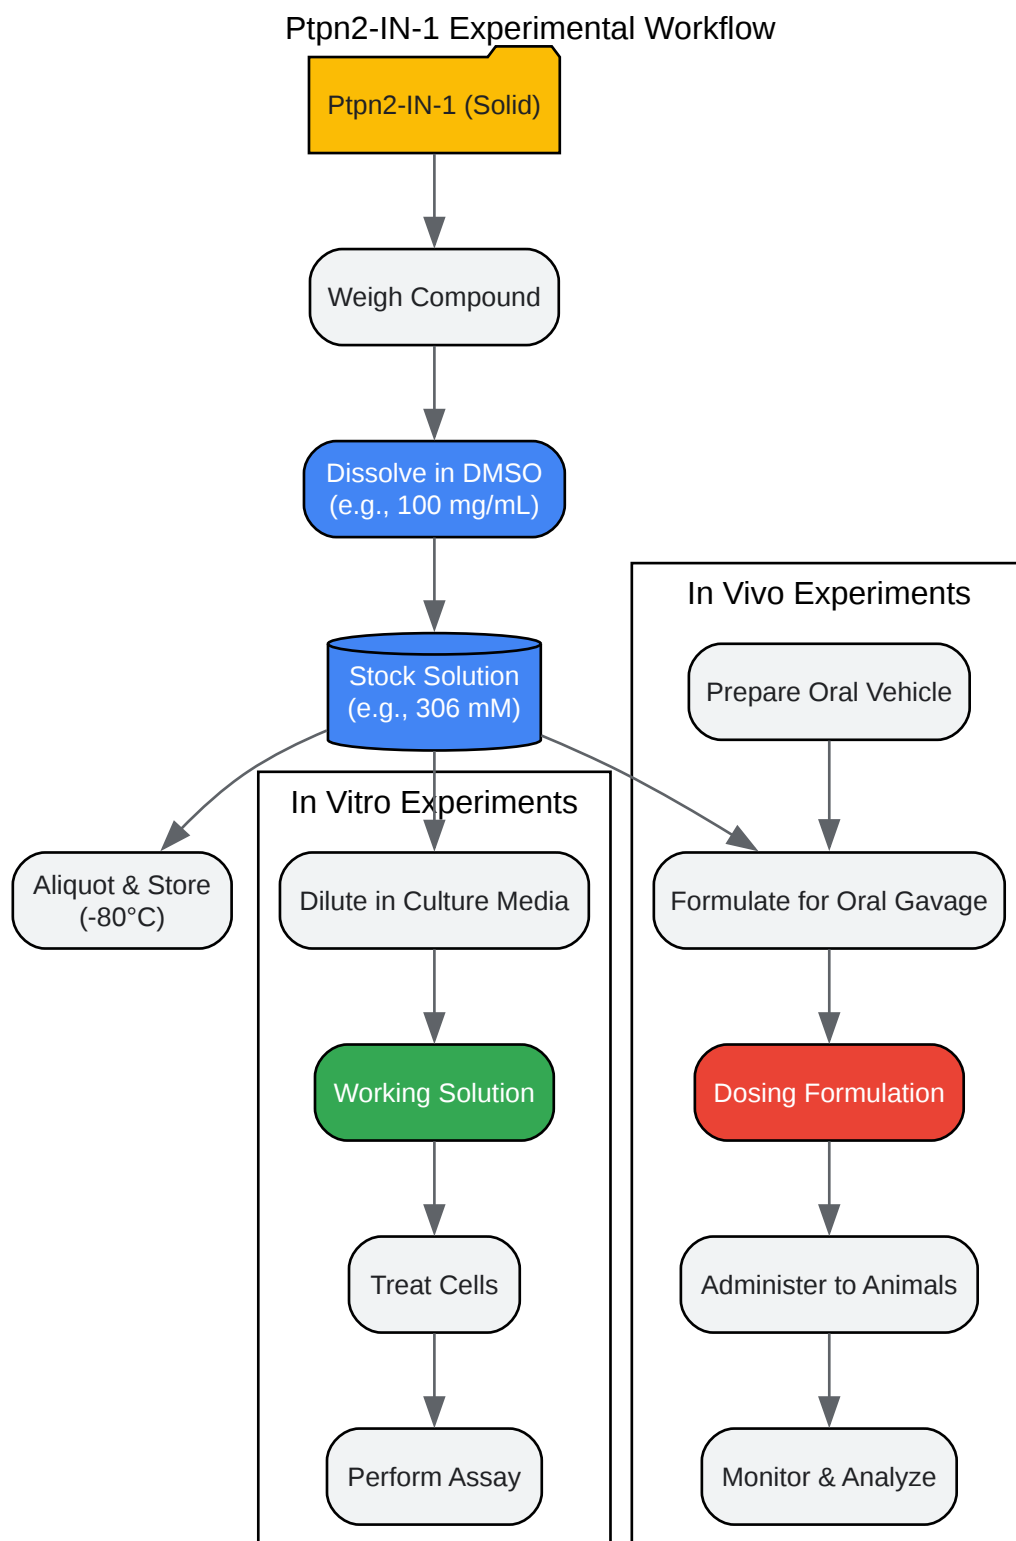 Ptpn2-IN-1 Experimental Workflow
Ptpn2-IN-1 (Solid)
Weigh Compound
Dissolve in DMSO
(e.g., 100 mg/mL)
Stock Solution
(e.g., 306 mM)
Aliquot & Store
(-80°C)
In Vitro Experiments
Dilute in Culture Media
Working Solution
Treat Cells
Perform Assay
In Vivo Experiments
Prepare Oral Vehicle
Formulate for Oral Gavage
Dosing Formulation
Administer to Animals
Monitor & Analyze